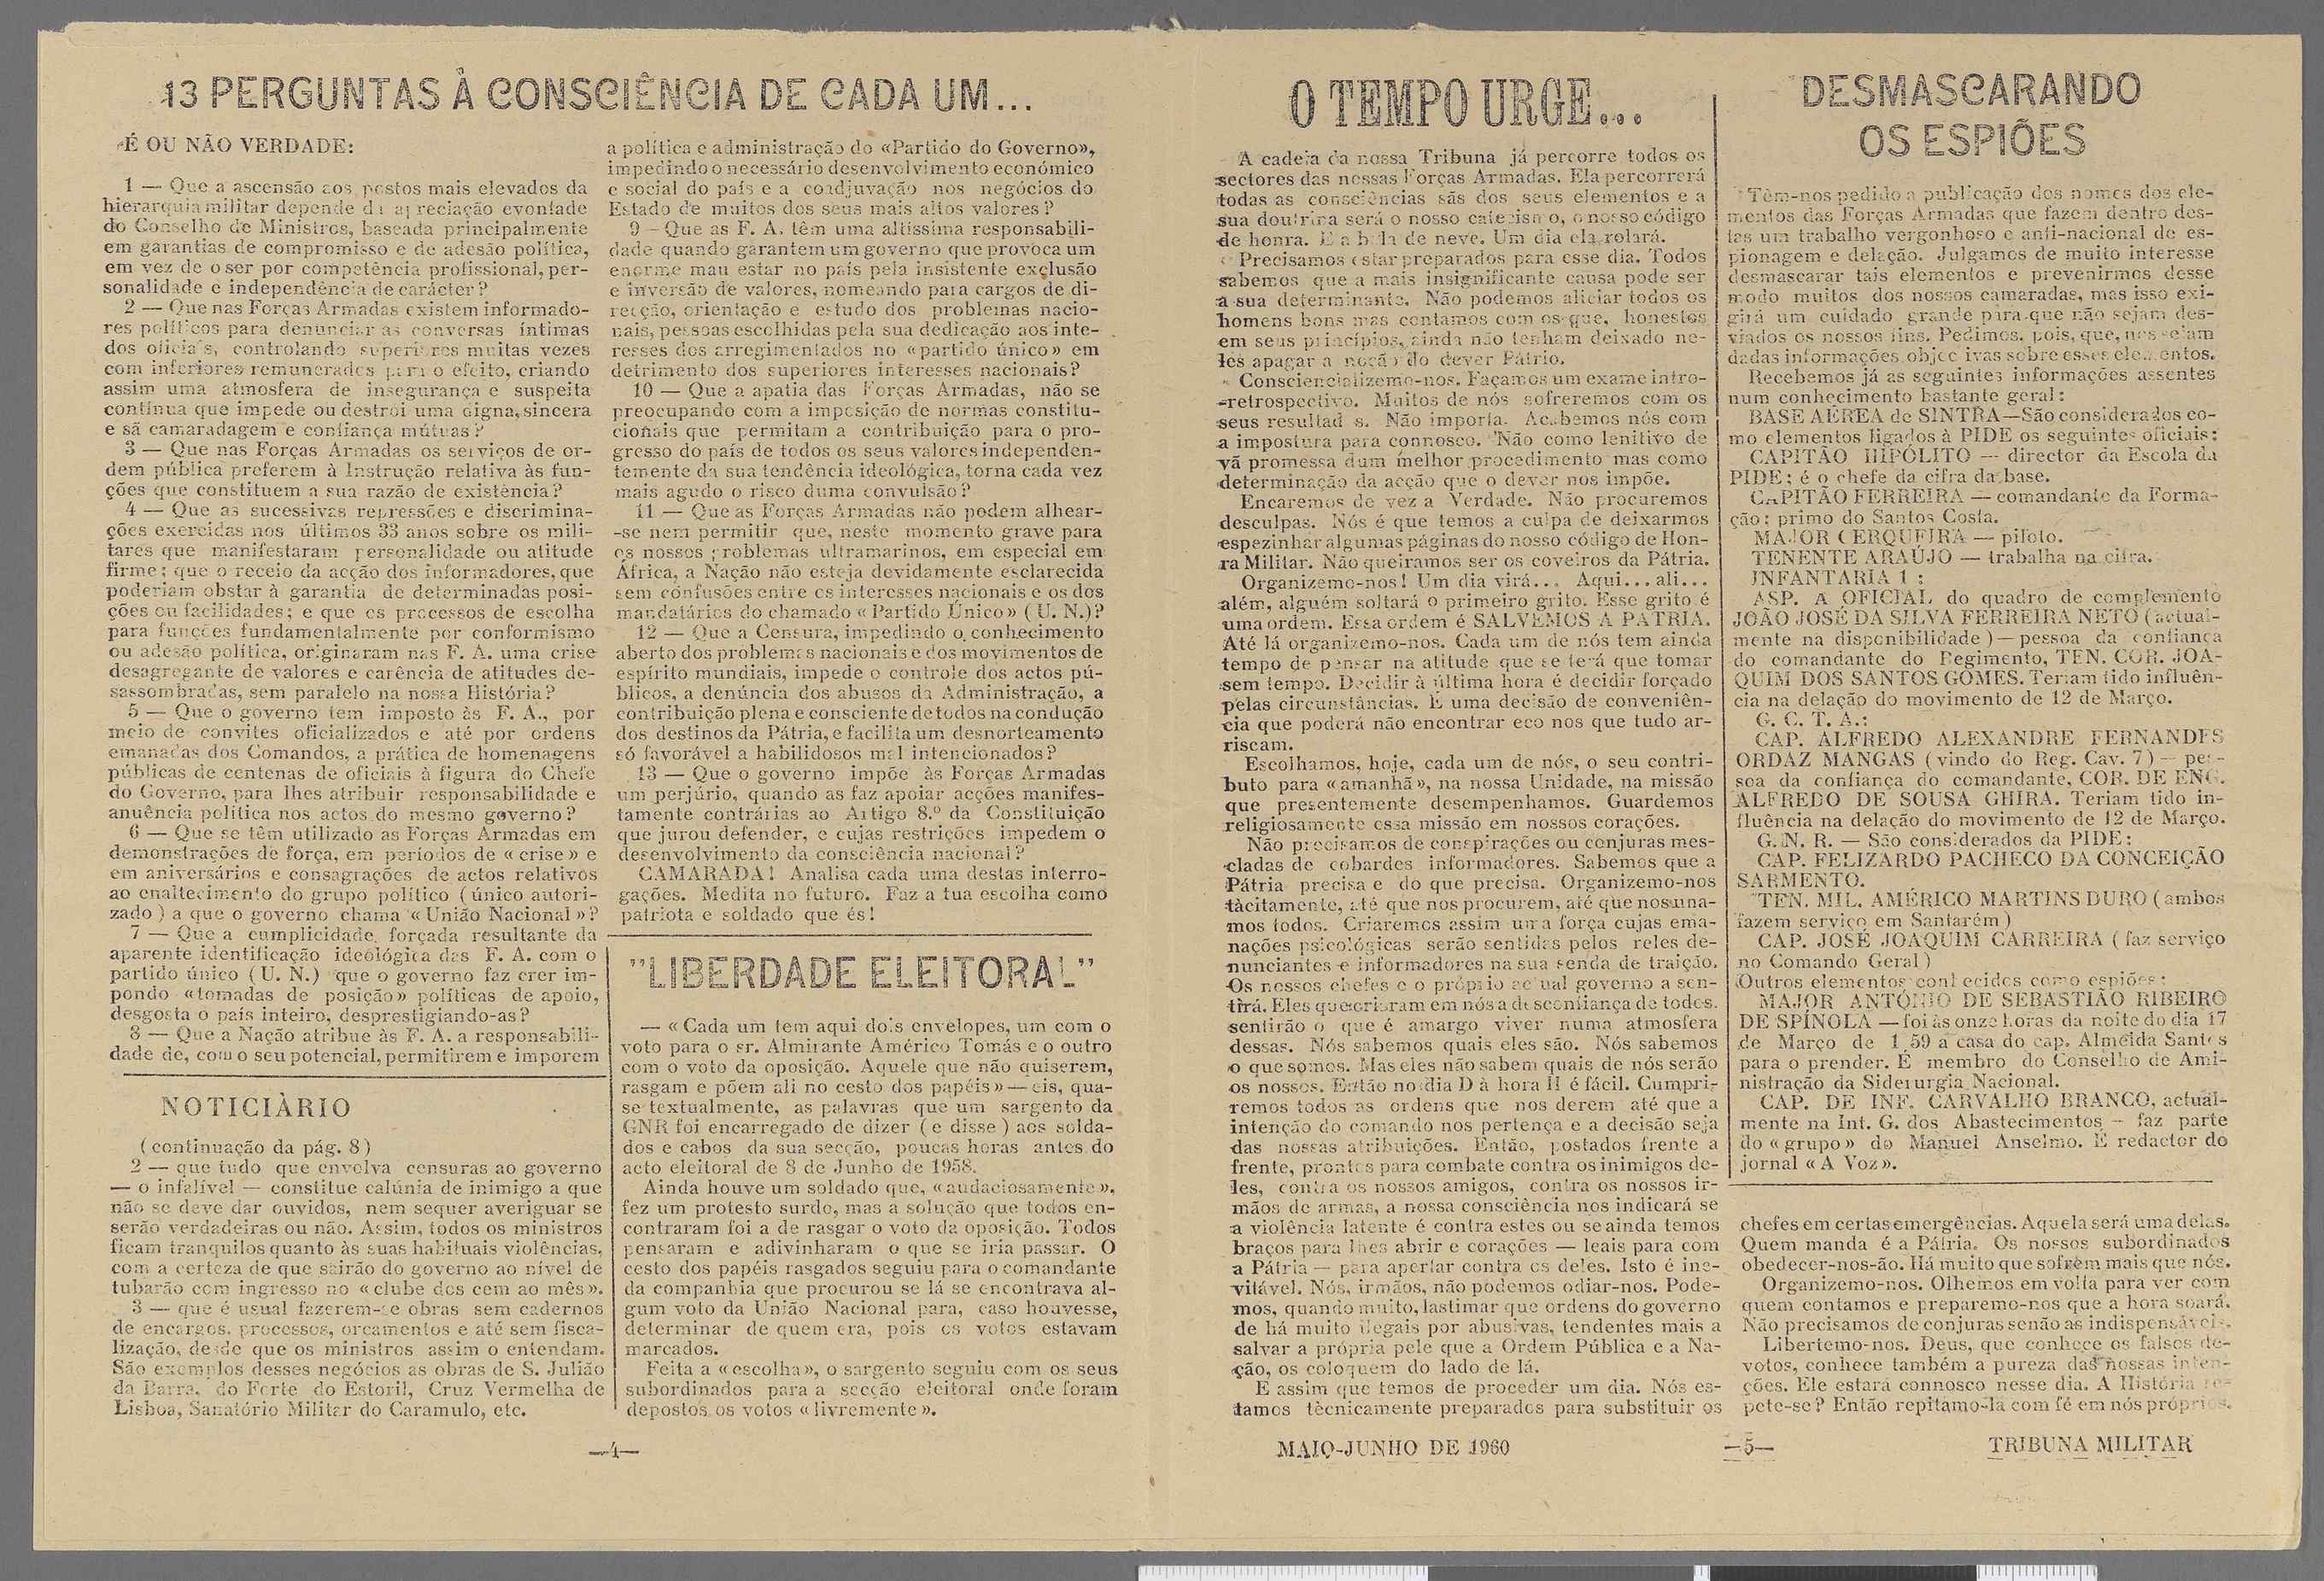 13 PERGUNTAS À CONSCIÊNCIA DE CADA UM...
É OU NÃO VERDADE:
1 — Que a ascensão aos postos mais elevados da
hierarquia militar depende da apreciação e vontade
do Conselho de Ministros, baseada principalmente
em garantias de compromisso e de adesão política,
em vez de o ser por competência profissional, per-
sonalidade e independência de carácter?
2 — Que nas Forças Armadas existem informado-
res políticos para denunciar as conversas íntimas
dos oficiais, controlando superiores muitas vezes
com inferiores remunerados para o efeito, criando
assim uma atmosfera de insegurança e suspeita
contínua que impede ou destroi uma digna, sincera
e sã camaradagem e confiança mútuas?
3 — Que nas Forças Armadas os serviços de or-
dem pública preferem à Instrução relativa às fun-
ções que constituem a sua razão de existência?
4 — Que as sucessivas repressões e discrimina-
ções exercidas nos últimos 33 anos sobre os mili-
tares que manifestaram personalidade ou atitude
firme; que o receio da acção dos informadores, que
poderiam obstar à garantia de determinadas posi-
ções ou facilidades; e que os processos de escolha
para funções fundamentalmente por conformismo
ou adesão política, originaram nas F. A. uma crise
desagregante de valores e carência de atitudes de-
sassombradas, sem paralelo na nossa História?
5 — Que o governo tem imposto às F. A., por
meio de convites oficializados e até por ordens
emanadas dos Comandos, a prática de homenagens
públicas de centenas de oficiais à figura do Chefe
do Governo, para lhes atribuir responsabilidade e
anuência política nos actos do mesmo governo?
6 — Que se têm utilizado as Forças Armadas em
demonstrações de força, em períodos de «crise» e
em aniversários e consagrações de actos relativos
ao enaltecimento do grupo político (único autori-
zado) a que o governo chama «União Nacional»?
7 — Que a cumplicidade forçada resultante da
aparente identificação ideológica das F. A. com o
partido único (U. N.) que o governo faz crer im-
pondo «tomadas de posição» políticas de apoio,
desgosta o país inteiro, desprestigiando-as?
8 — Que a Nação atribue às F. A. a responsabili-
dade de, com o seu potencial, permitirem e imporem
a política e administração do «Partido do Governo»,
impedindo o necessário desenvolvimento económico
e social do país e a coadjuvação nos negócios do
Estado de muitos dos seus mais altos valores?
9 — Que as F. A. têm uma altíssima responsabili-
dade quando garantem um governo que provoca um
enorme mau estar no país pela insistente exclusão
e inversão de valores, nomeando para cargos de di-
recção, orientação e estudo dos problemas nacio-
nais, pessoas escolhidas pela sua dedicação aos inte-
resses dos arregimentados no «partido único» em
detrimento dos superiores interesses nacionais?
10 — Que a apatia das Forças Armadas, não se
preocupando com a imposição de normas constitu-
cionais que permitam a contribuição para o pro-
gresso do país de todos os seus valores independen-
temente da sua tendência ideológica, torna cada vez
mais agudo o risco duma convulsão?
11 — Que as Forças Armadas não podem alhear-
-se nem permitir que, neste momento grave para
os nossos problemas ultramarinos, em especial em
África, a Nação não esteja devidamente esclarecida
sem confusões entre os interesses nacionais e os dos
mandatários do chamado «Partido Único» (U. N.)?
12 — Que a Censura, impedindo o conhecimento
aberto dos problemas nacionais e dos movimentos de
espírito mundiais, impede o controle dos actos pú-
blicos, a denúncia dos abusos da Administração, a
contribuição plena e consciente de todos na condução
dos destinos da Pátria, e facilita um desnorteamento
só favorável a habilidosos mal intencionados?
13 — Que o governo impõe às Forças Armadas
um perjúrio, quando as faz apoiar acções manifes-
tamente contrárias ao Artigo 8.º da Constituição
que jurou defender, e cujas restrições impedem o
desenvolvimento da consciência nacional?
CAMARADA! Analisa cada uma destas interro-
gações. Medita no futuro. Faz a tua escolha como
patriota e soldado que és!
NOTICIÀRIO
(continuação da pág. 8)
2 — que tudo que envolva censuras ao governo
— o infalível — constitue calúnia de inimigo a que
não se deve dar ouvidos, nem sequer averiguar se
serão verdadeiras ou não. Assim, todos os ministros
ficam tranquilos quanto às suas habituais violências,
com a certeza de que sairão do governo ao nível de
tubarão com ingresso no «clube dos cem ao mês».
3 — que é usual fazerem-se obras sem cadernos
de encargos, processos, orçamentos e até sem fisca-
lização, desde que os ministros assim o entendam.
São exemplos desses negócios as obras de S. Julião
da Barra, do Forte do Estoril, Cruz Vermelha de
Lisboa, Sanatório Militar do Caramulo, etc.
"LIBERDADE ELEITORAL"
— «Cada um tem aqui dois envelopes, um com o
voto para o sr. Almirante Américo Tomás e o outro
com o voto da oposição. Aquele que não quiserem,
rasgam e põem ali no cesto dos papéis» — eis, qua-
se textualmente, as palavras que um sargento da
GNR foi encarregado de dizer (e disse) aos solda-
dos e cabos da sua secção, poucas horas antes do
acto eleitoral de 8 de Junho de 1958.
Ainda houve um soldado que, «audaciosamente»,
fez um protesto surdo, mas a solução que todos en-
contraram foi a de rasgar o voto da oposição. Todos
pensaram e adivinharam o que se iria passar. O
cesto dos papéis rasgados seguiu para o comandante
da companhia que procurou se lá se encontrava al-
gum voto da União Nacional para, caso houvesse,
determinar de quem era, pois os votos estavam
marcados.
Feita a «escolha», o sargento seguiu com os seus
subordinados para a secção eleitoral onde foram
depostos os votos «livremente».
—4—
O TEMPO URGE...
A cadeia da nossa Tribuna já percorre todos os
sectores das nossas Forças Armadas. Ela percorrerá
todas as consciências sãs dos seus elementos e a
sua doutrina será o nosso catecismo, o nosso código
de honra. É a bola de neve. Um dia ela rolará.
Precisamos estar preparados para esse dia. Todos
sabemos que a mais insignificante causa pode ser
a sua determinante. Não podemos aliciar todos os
homens bons mas contamos com os que, honestos
em seus princípios, ainda não tenham deixado ne-
les apagar a noção do dever Pátrio.
Consciencializemo-nos. Façamos um exame intro-
-retrospectivo. Muitos de nós sofreremos com os
seus resultados. Não importa. Acabemos nós com
a impostura para connosco. Não como lenitivo de
vã promessa dum melhor procedimento mas como
determinação da acção que o dever nos impõe.
Encaremos de vez a Verdade. Não procuremos
desculpas. Nós é que temos a culpa de deixarmos
espezinhar algumas páginas do nosso código de Hon-
ra Militar. Não queiramos ser os coveiros da Pátria.
Organizemo-nos! Um dia virá... Aqui... ali...
além, alguém soltará o primeiro grito. Esse grito é
uma ordem. Essa ordem é SALVEMOS A PÁTRIA.
Até lá organizemo-nos. Cada um de nós tem ainda
tempo de pensar na atitude que se terá que tomar
sem tempo. Decidir à última hora é decidir forçado
pelas circunstâncias. É uma decisão de conveniên-
cia que poderá não encontrar eco nos que tudo ar-
riscam.
Escolhamos, hoje, cada um de nós, o seu contri-
buto para «amanhã», na nossa Unidade, na missão
que presentemente desempenhamos. Guardemos
religiosamente essa missão em nossos corações.
Não precisamos de conspirações ou conjuras mes-
cladas de cobardes informadores. Sabemos que a
Pátria precisa e do que precisa. Organizemo-nos
tàcitamente, até que nos procurem, até que nos una-
mos todos. Criaremos assim uma força cujas ema-
nações psicológicas serão sentidas pelos reles de-
nunciantes e informadores na sua senda de traição.
Os nossos chefes e o próprio actual governo a sen-
tirá. Eles que criaram em nós a desconfiança de todos,
sentirão o que é amargo viver numa atmosfera
dessas. Nós sabemos quais eles são. Nós sabemos
o que somos. Mas eles não sabem quais de nós serão
os nossos. Então no dia D à hora H é fácil. Cumpri-
remos todos as ordens que nos derem até que a
intenção do comando nos pertença e a decisão seja
das nossas atribuições. Então, postados frente a
frente, prontos para combate contra os inimigos de-
les, contra os nossos amigos, contra os nossos ir-
mãos de armas, a nossa consciência nos indicará se
a violência latente é contra estes ou se ainda temos
braços para lhes abrir e corações — leais para com
a Pátria — para apertar contra os deles. Isto é ine-
vitável. Nós, irmãos, não podemos odiar-nos. Pode-
mos, quando muito, lastimar que ordens do governo
de há muito ilegais por abusivas, tendentes mais a
salvar a própria pele que a Ordem Pública e a Na-
ção, os coloquem do lado de lá.
E assim que temos de proceder um dia. Nós es-
tamos tècnicamente preparados para substituir os
chefes em certas emergências. Aquela será uma delas.
Quem manda é a Pátria. Os nossos subordinados
obedecer-nos-ão. Há muito que sofrem mais que nós.
Organizemo-nos. Olhemos em volta para ver com
quem contamos e preparemo-nos que a hora soará.
Não precisamos de conjuras senão as indispensáveis.
Libertemo-nos. Deus, que conhece os falsos de-
votos, conhece também a pureza das nossas inten-
ções. Ele estará connosco nesse dia. A História re-
pete-se? Então repitamo-la com fé em nós próprios.
DESMASCARANDO
OS ESPIÕES
Têm-nos pedido a publicação dos nomes dos ele-
mentos das Forças Armadas que fazem dentro des-
tas um trabalho vergonhoso e anti-nacional de es-
pionagem e delação. Julgamos de muito interesse
desmascarar tais elementos e prevenirmos desse
modo muitos dos nossos camaradas, mas isso exi-
girá um cuidado grande para que não sejam des-
viados os nossos fins. Pedimos, pois, que, nos sejam
dadas informações objectivas sobre esses elementos.
Recebemos já as seguintes informações assentes
num conhecimento bastante geral:
BASE AÉREA de SINTRA—São considerados co-
mo elementos ligados à PIDE os seguintes oficiais:
CAPITÃO HIPÓLITO — director da Escola da
PIDE; é o chefe da cifra da base.
CAPITÃO FERREIRA — comandante da Forma-
ção; primo do Santos Costa.
MAJOR CERQUEIRA — piloto.
TENENTE ARAÚJO — trabalha na cifra.
INFANTARIA 1:
ASP. A OFICIAL do quadro de complemento
JOÃO JOSÉ DA SILVA FERREIRA NETO (actual-
mente na disponibilidade) — pessoa da confiança
do comandante do Regimento, TEN. COR. JOA-
QUIM DOS SANTOS GOMES. Teriam tido influên-
cia na delação do movimento de 12 de Março.
G. C. T. A.:
CAP. ALFREDO ALEXANDRE FERNANDES
ORDAZ MANGAS (vindo do Reg. Cav. 7) — pes-
soa da confiança do comandante, COR. DE ENG.
ALFREDO DE SOUSA GHIRA. Teriam tido in-
fluência na delação do movimento de 12 de Março.
G. N. R. — São considerados da PIDE:
CAP. FELIZARDO PACHECO DA CONCEIÇÃO
SARMENTO.
TEN. MIL. AMÉRICO MARTINS DURO (ambos
fazem serviço em Santarém)
CAP. JOSÉ JOAQUIM CARREIRA (faz serviço
no Comando Geral)
Outros elementos conhecidos como espiões:
MAJOR ANTÓNIO DE SEBASTIÃO RIBEIRO
DE SPÍNOLA — foi às onze horas da noite do dia 17
de Março de 1 59 a casa do cap. Almeida Santos
para o prender. É membro do Conselho de Ami-
nistração da Siderurgia Nacional.
CAP. DE INF. CARVALHO BRANCO, actual-
mente na Int. G. dos Abastecimentos — faz parte
do «grupo» do Manuel Anselmo. É redactor do
jornal «A Voz».
MAIO-JUNHO DE 1960
—5—
TRIBUNA MILITAR